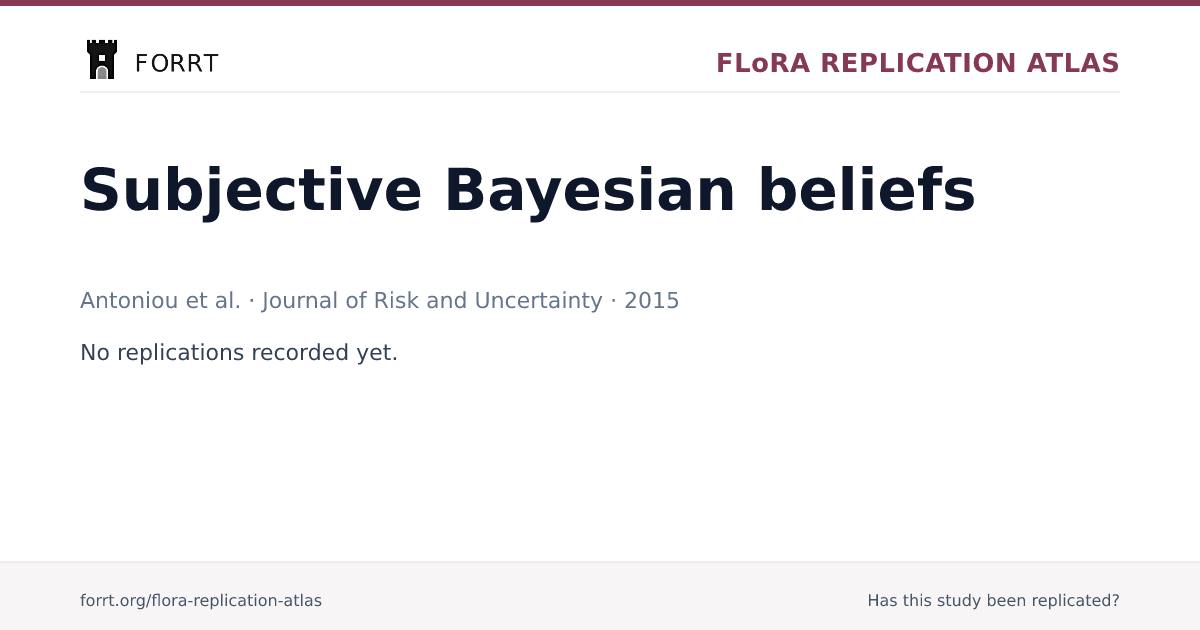 FORRT
FLoRA REPLICATION ATLAS
Subjective Bayesian beliefs
Antoniou et al. · Journal of Risk and Uncertainty · 2015
No replications recorded yet.
forrt.org/flora-replication-atlas
Has this study been replicated?